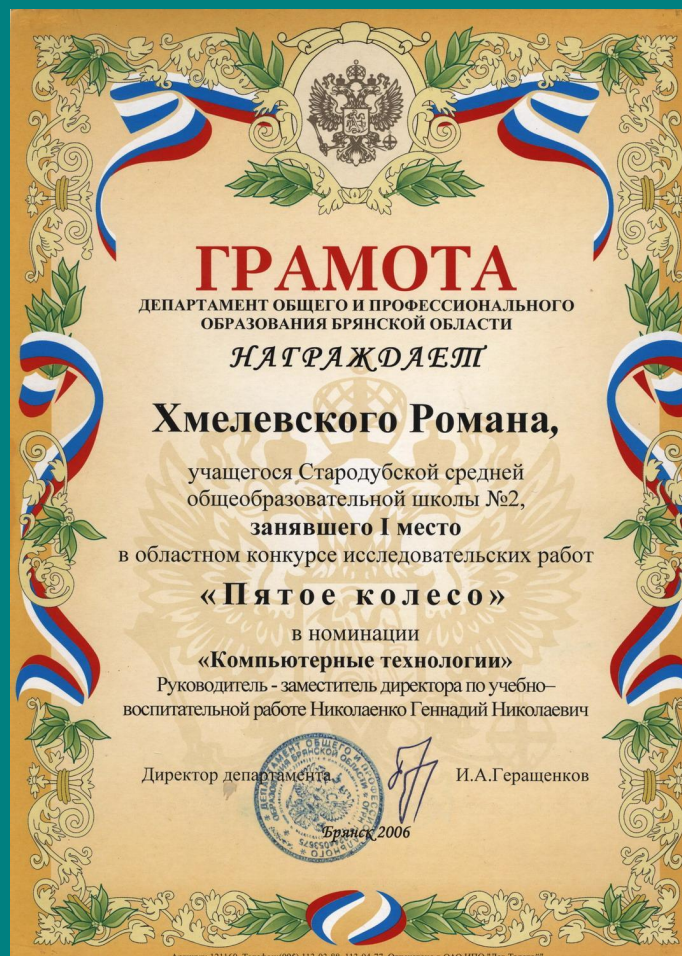 ГРАМОТА
ДЕПАРТАМЕНТ ОБЩЕГО И ПРОФЕССИОНАЛЬНОГО
ОБРАЗОВАНИЯ БРЯНСКОЙ ОБЛАСТИ
НАГРАЖДАЕТ
Хмелевского Романа,
учащегося Стародубской средней
общеобразовательной школы №2,
занявшего I место
в областном конкурсе исследовательских работ
«Пятое колесо»
в номинации
«Компьютерные технологии»
Руководитель - заместитель директора по учебно–
воспитательной работе Николаенко Геннадий Николаевич
Директор департамента
И.А.Геращенков
Брянск 2006